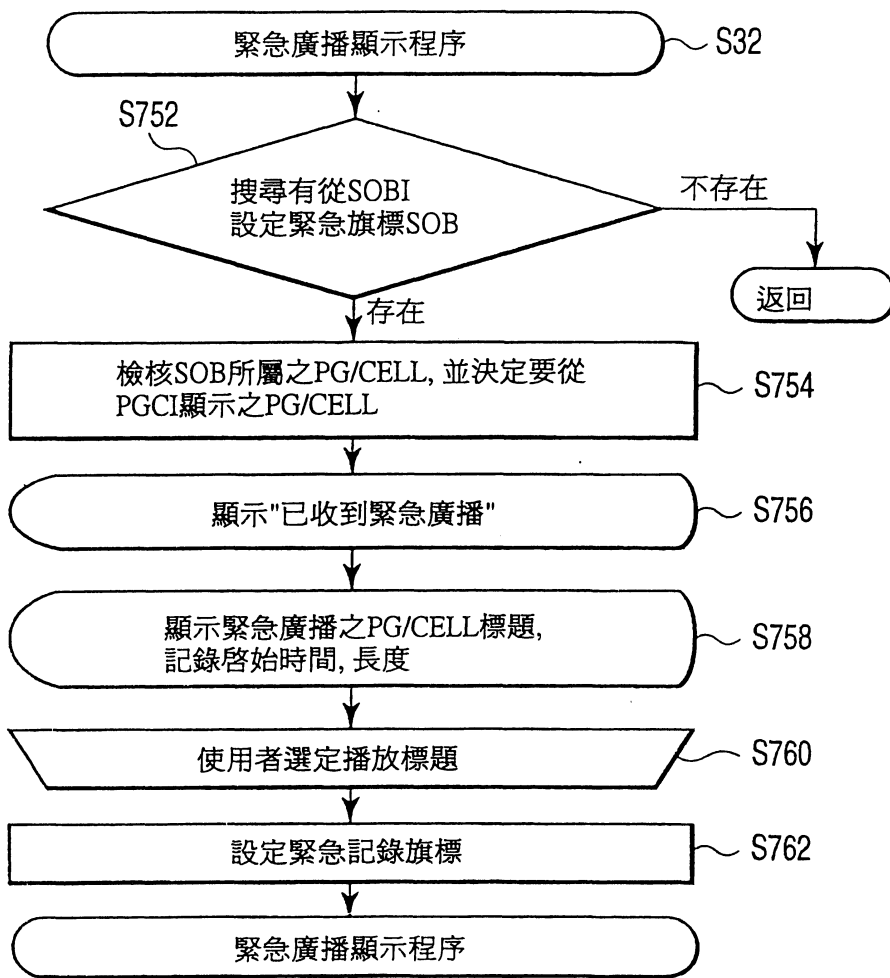 緊急廣播顯示程序
S32
S752
搜尋有從SOBI
設定緊急旗標SOB
不存在
返回
存在
檢核SOB所屬之PG/CELL, 並決定要從
PGCI顯示之PG/CELL
S754
顯示"已收到緊急廣播"
S756
顯示緊急廣播之PG/CELL標題,
記錄啓始時間, 長度
S758
使用者選定播放標題
S760
設定緊急記錄旗標
S762
緊急廣播顯示程序